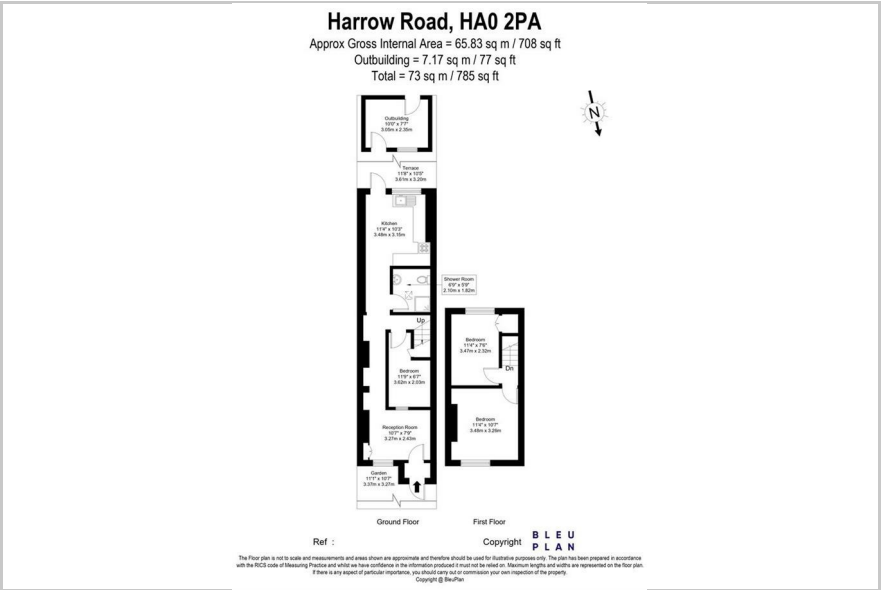 Harrow Road, HA0 2PA
Approx Gross Internal Area = 65.83 sq m / 708 sq ft
Outbuilding = 7.17 sq m / 77 sq ft
Total = 73 sq m / 785 sq ft
N
Outbuilding
10'0" x 7'7"
3.05m x 2.35m
Terrace
11'8" x 10'5"
3.61m x 3.20m
Kitchen
11'4" x 10'3"
3.48m x 3.15m
Shower Room
2.10m x 1.82m
Up
Bedroom
11'9" x 6'7"
3.62m x 2.03m
Reception Room
10'7" x 7'9"
3.27m x 2.43m
Garden
11'1" x 10'7"
3.37m x 3.27m
Bedroom
11'4" x 7'6"
3.47m x 2.32m
Dn
Bedroom
11'4" x 10'7"
3.48m x 3.28m
Ground Floor
First Floor
Ref :
Copyright
BLEU
PLAN
The Floor plan is not to scale and measurements and areas shown are approximate and therefore should be used for illustrative purposes only. The plan has been prepared in accordance
with the RICS code of Measuring Practice and whilst we have confidence in the information produced it must not be relied on. Maximum lengths and widths are represented on the floor plan.
If there is any aspect of particular importance, you should carry out or commission your own inspection of the property.
Copyright @ BleuPlan